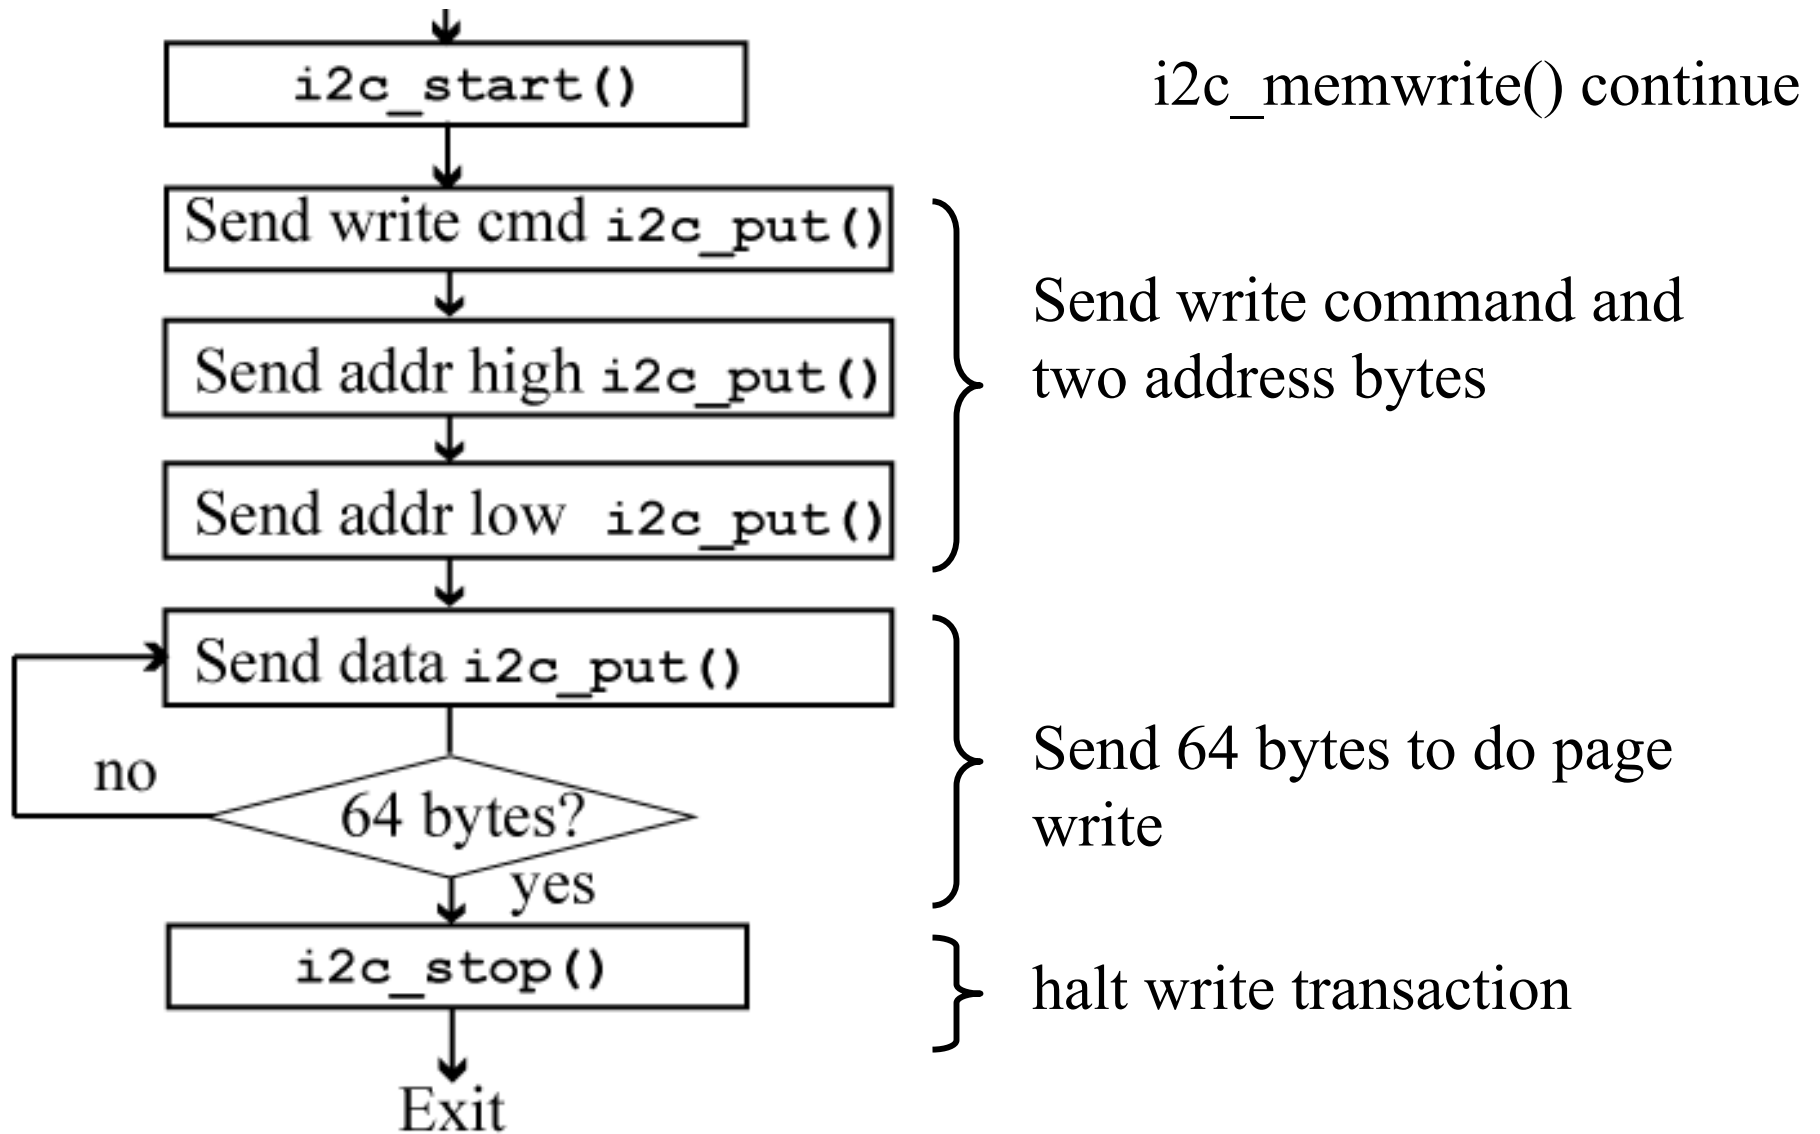 i2c_start()
i2c_memwrite() continue
Send write cmd i2c_put()
Send addr high i2c_put()
Send addr low i2c_put()
Send write command and
two address bytes
Send data i2c_put()
no
64 bytes?
yes
Send 64 bytes to do page
write
i2c_stop()
halt write transaction
Exit